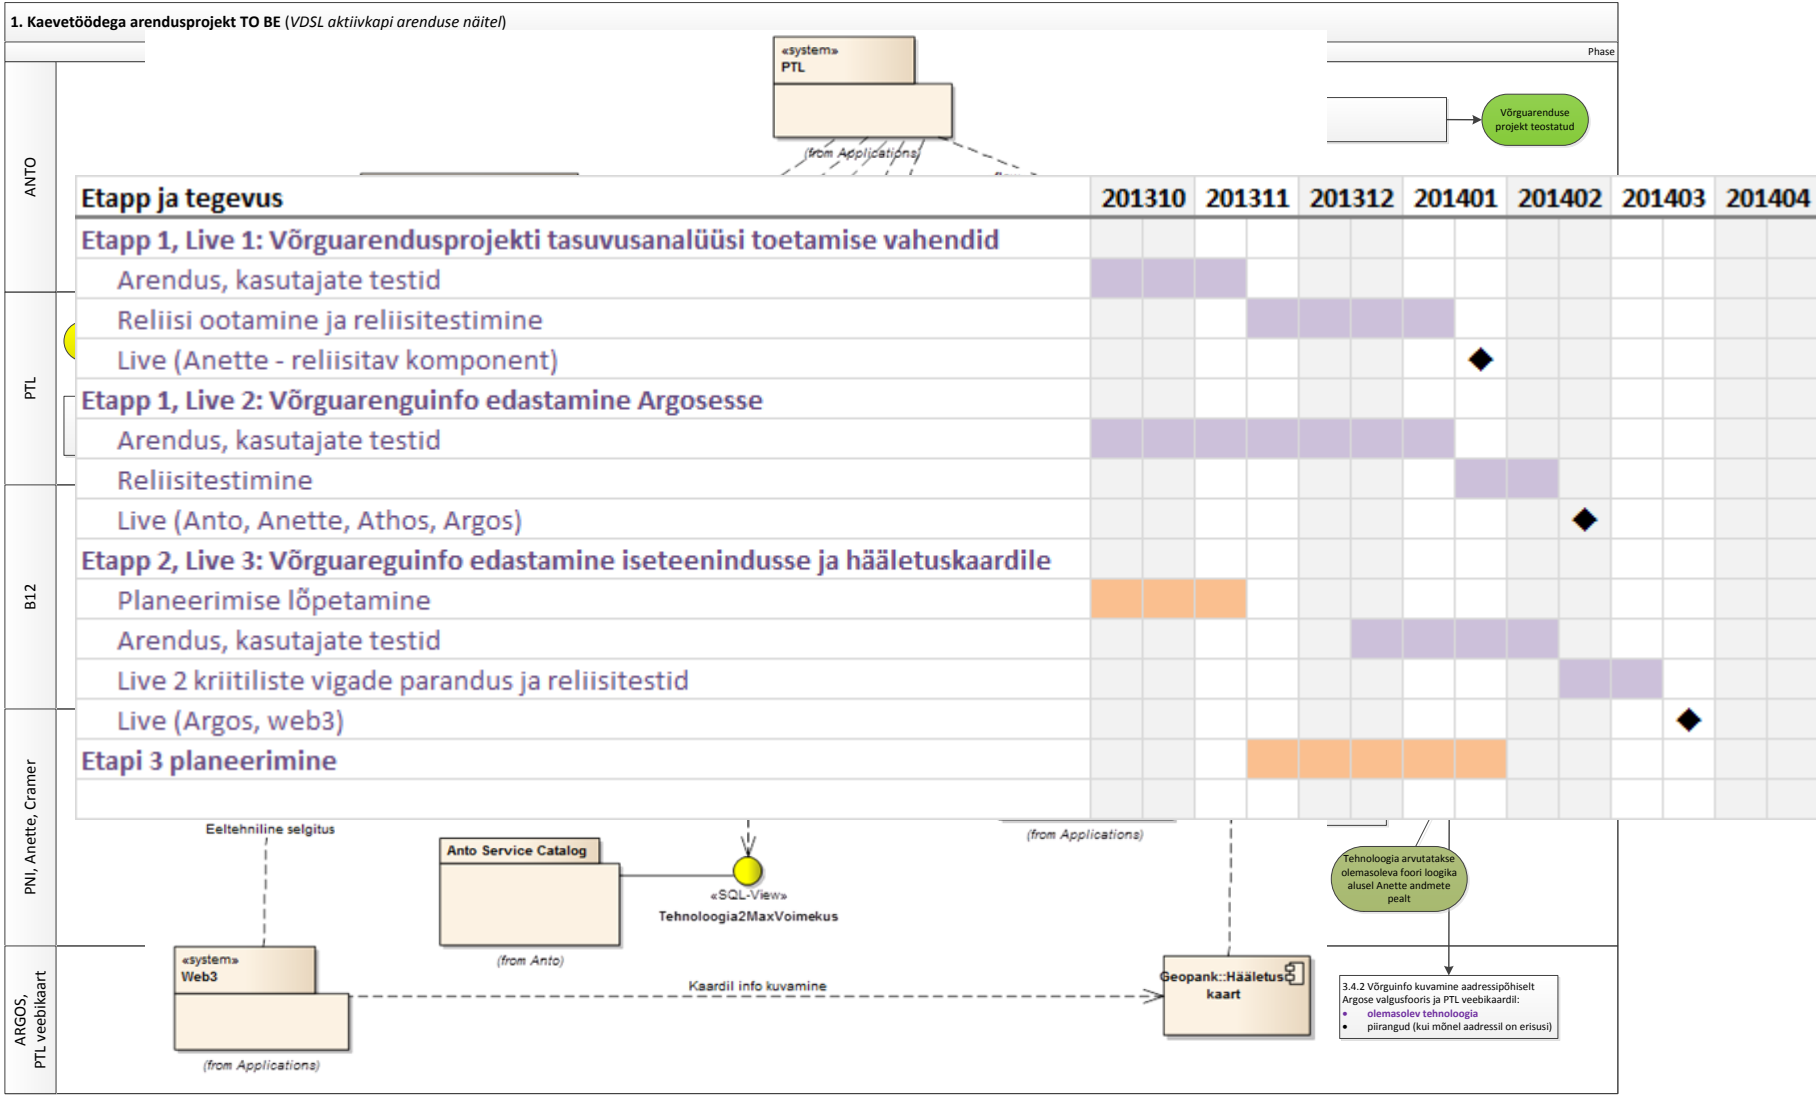 1. Kaevetöödega arendusprojekt TO BE (VDSL aktiivkapi arenduse näitel)
Phase
«system»
PTL
(from Applications)
Võrguarenduse
projekt teostatud
ANTO
PTL
B12
PNI, Anette, Cramer
ARGOS,
PTL veebikaart
Etapp ja tegevus 201310 201311 201312 201401 201402 201403 201404
Etapp 1, Live 1: Võrguarendusprojekti tasuvusanalüüsi toetamise vahendid
Arendus, kasutajate testid
Reliisi ootamine ja reliisitestimine
Live (Anette - reliisitav komponent)
Etapp 1, Live 2: Võrguarenguinfo edastamine Argosesse
Arendus, kasutajate testid
Reliisitestimine
Live (Anto, Anette, Athos, Argos)
Etapp 2, Live 3: Võrguareguinfo edastamine iseteenindusse ja hääletuskaardile
Planeerimise lõpetamine
Arendus, kasutajate testid
Live 2 kriitiliste vigade parandus ja reliisitestid
Live (Argos, web3)
Etapi 3 planeerimine
Eeltehniline selgitus
Anto Service Catalog
(from Anto)
«SQL-View»
Tehnoloogia2MaxVoimekus
(from Applications)
Tehnoloogia arvutatakse
olemasoleva foori loogika
alusel Anette andmete
pealt
«system»
Web3
(from Applications)
Kaardil info kuvamine
Geopank::Hääletus
kaart
3.4.2 Võrguinfo kuvamine aadressipõhiselt
Argose valgusfooris ja PTL veebikaardil:
• olemasolev tehnoloogia
• piirangud (kui mõnel aadressil on erisusi)